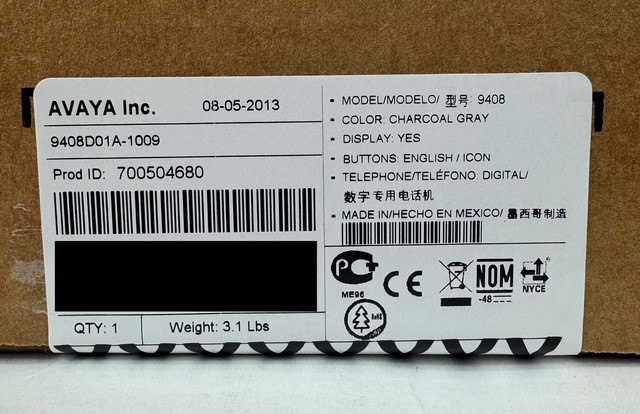 AVAYA Inc. 08-05-2013
9408D01A-1009
Prod ID: 700504680
QTY: 1 Weight: 3.1 Lbs
• MODEL/MODELO/ 型号: 9408
• COLOR: CHARCOAL GRAY
• DISPLAY: YES
• BUTTONS: ENGLISH / ICON
• TELEPHONE/TELÉFONO: DIGITAL/
数字专用电话机
• MADE IN/HECHO EN MEXICO/ 墨西哥制造
ME96
CE
NOM
-48-
NYCE